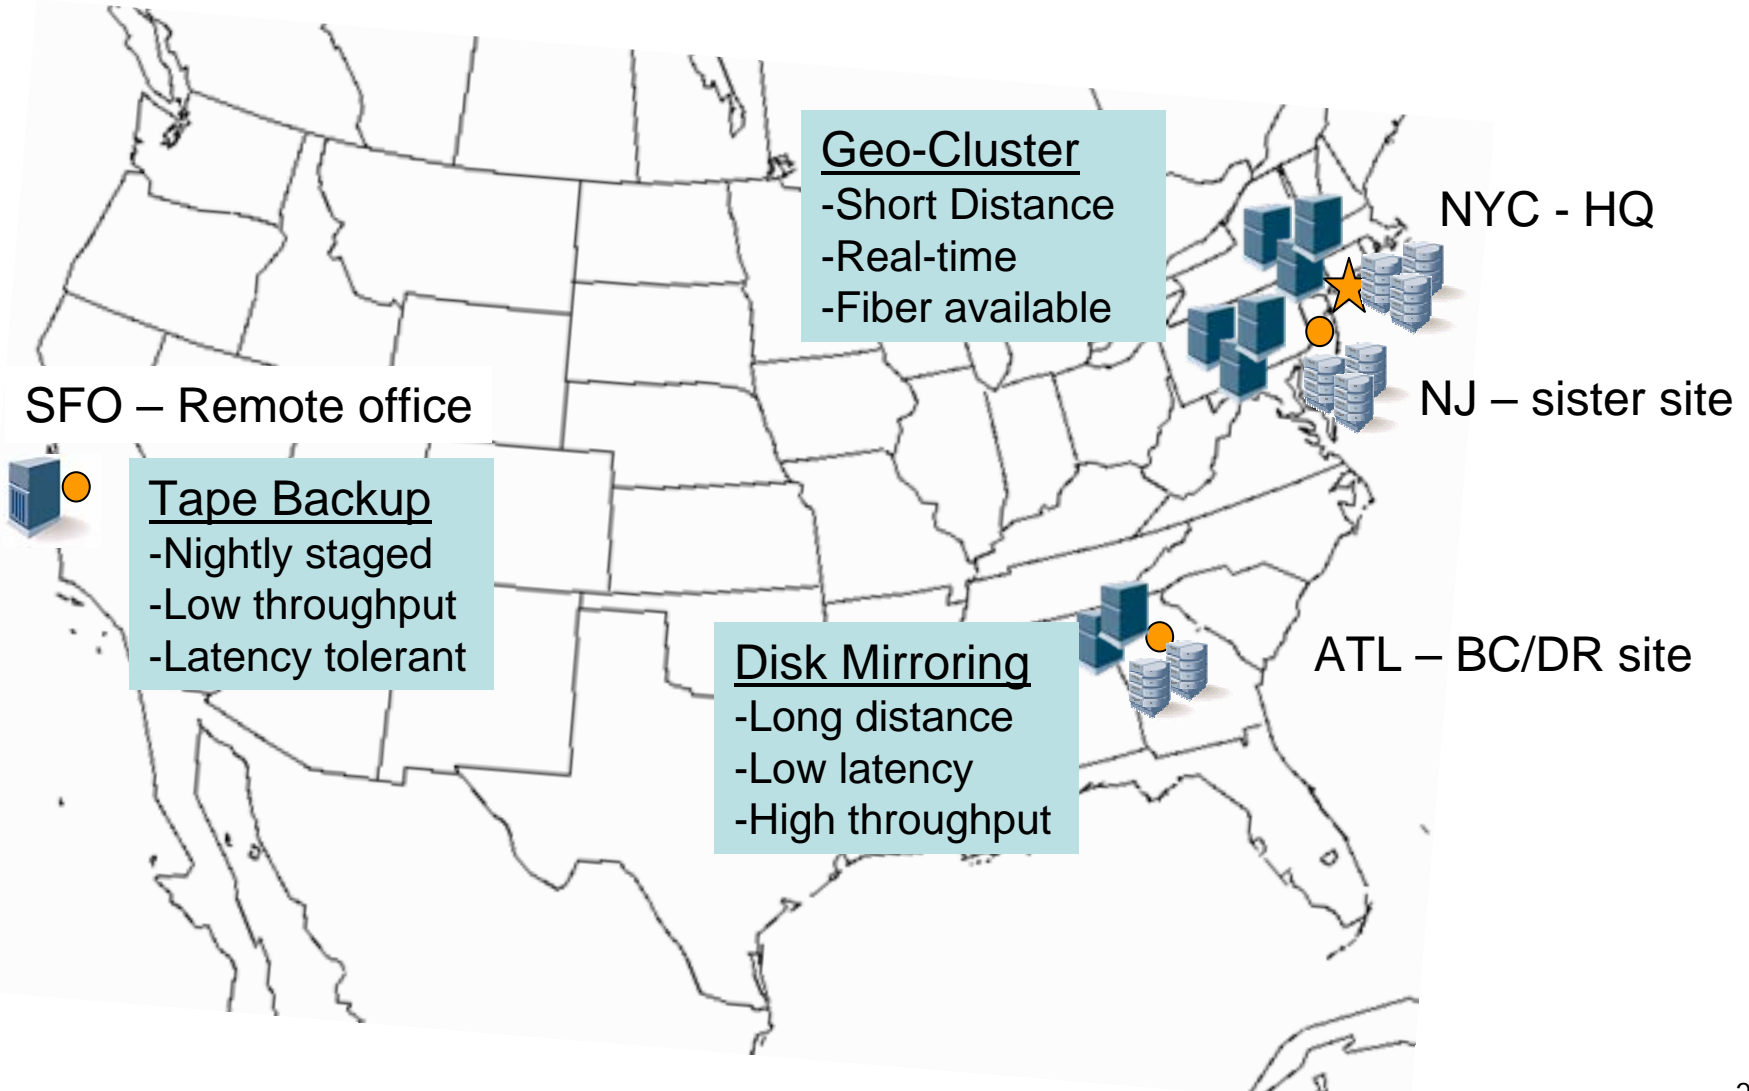 Geo-Cluster
-Short Distance
-Real-time
-Fiber available
NYC - HQ
NJ – sister site
SFO – Remote office
Tape Backup
-Nightly staged
-Low throughput
-Latency tolerant
Disk Mirroring
-Long distance
-Low latency
-High throughput
ATL – BC/DR site